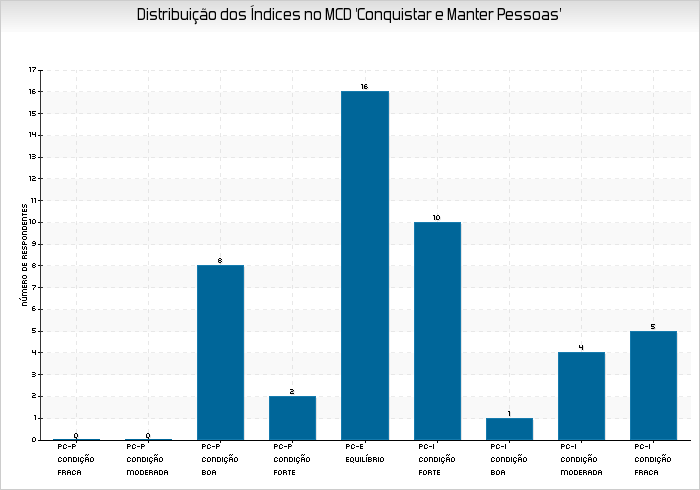 Distribuição dos Índices no MCD 'Conquistar e Manter Pessoas'
17
16
15
14
13
12
11
10
9
8
7
6
5
4
3
2
1
0
NÚMERO DE RESPONDENTES
0
0
8
2
16
10
1
4
5
PC-P CONDIÇÃO FRACA
PC-P CONDIÇÃO MODERADA
PC-P CONDIÇÃO BOA
PC-P CONDIÇÃO FORTE
PC-E EQUILÍBRIO
PC-I CONDIÇÃO FORTE
PC-I CONDIÇÃO BOA
PC-I CONDIÇÃO MODERADA
PC-I CONDIÇÃO FRACA